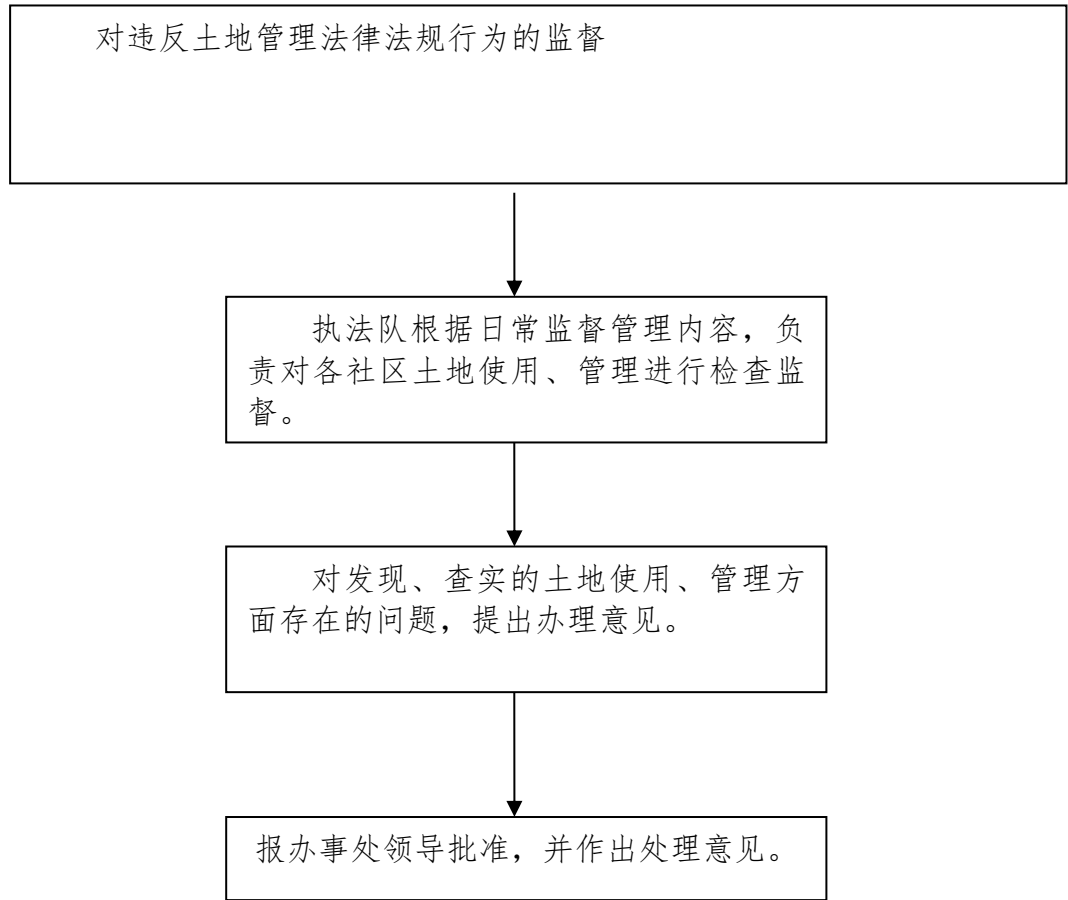 对违反土地管理法律法规行为的监督
执法队根据日常监督管理内容，负
责对各社区土地使用、管理进行检查监
督。
对发现、查实的土地使用、管理方
面存在的问题，提出办理意见。
报办事处领导批准，并作出处理意见。